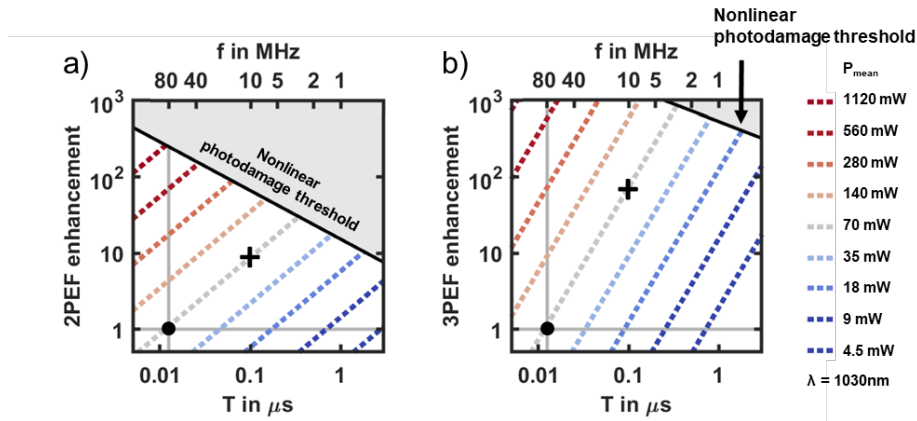 Nonlinear
photodamage threshold
a)
f in MHz
80 40 10 5 2 1
10³
10²
10
1
2PEF enhancement
Nonlinear
photodamage threshold
0.01 0.1 1
T in μs
b)
f in MHz
80 40 10 5 2 1
10³
10²
10
1
3PEF enhancement
0.01 0.1 1
T in μs
Pmean
1120 mW
560 mW
280 mW
140 mW
70 mW
35 mW
18 mW
9 mW
4.5 mW
λ = 1030nm